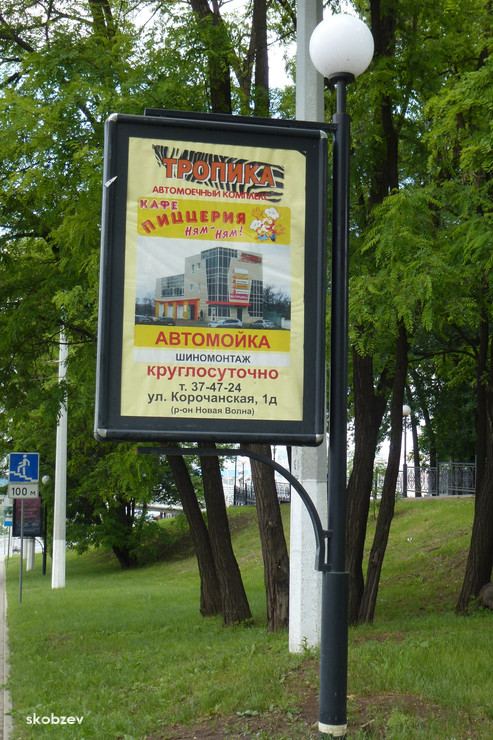 ТРОПИКА
АВТОМОЕЧНЫЙ КОМПЛЕКС
КАФЕ
ПИЦЦЕРИЯ
НЯМ-НЯМ!
АВТОМОЙКА
ШИНОМОНТАЖ
круглосуточно
т. 37-47-24
ул. Корочанская, 1д
(р-он Новая Волна)
100 м
skobzev